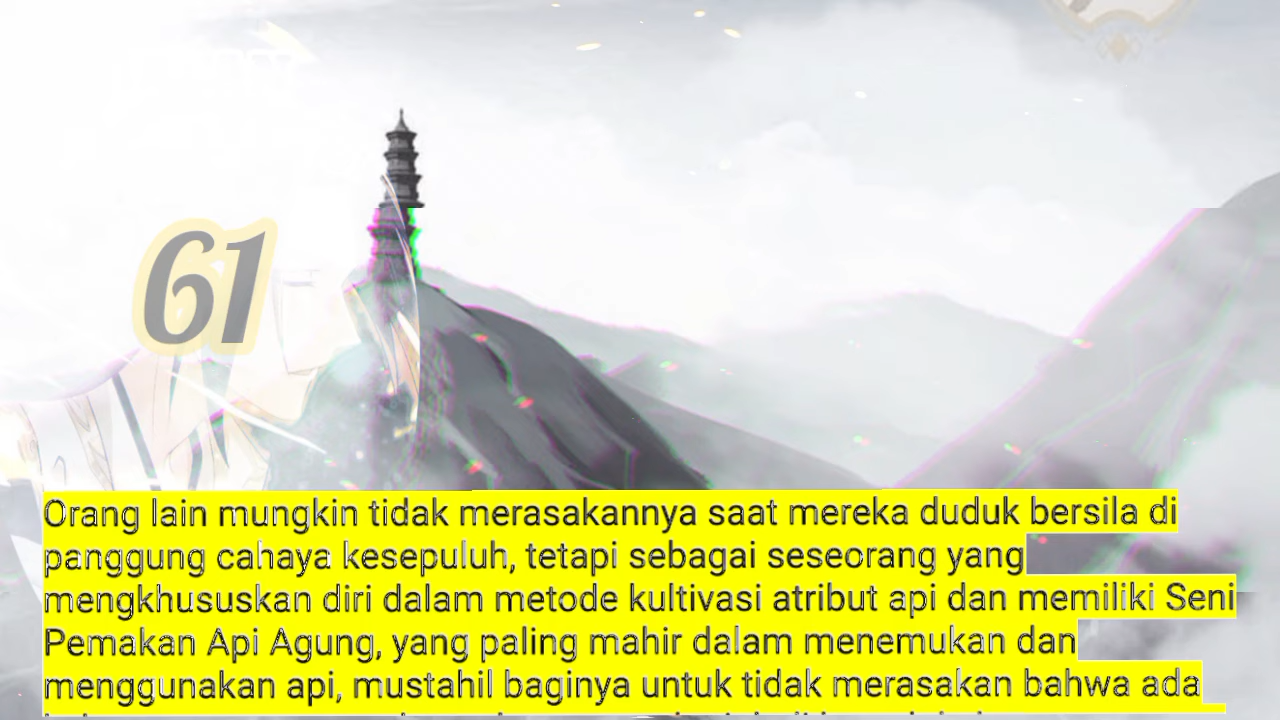 61
Orang lain mungkin tidak merasakannya saat mereka duduk bersila di
panggung cahaya kesepuluh, tetapi sebagai seseorang yang
mengkhususkan diri dalam metode kultivasi atribut api dan memiliki Seni
Pemakan Api Agung, yang paling mahir dalam menemukan dan
menggunakan api, mustahil baginya untuk tidak merasakan bahwa ada